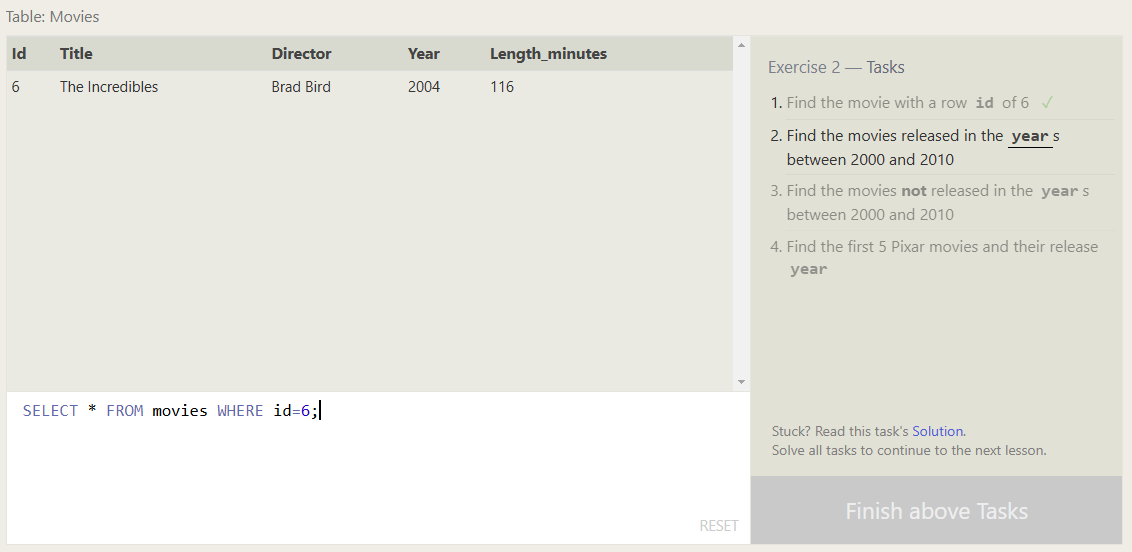 Table: Movies
Id Title Director Year Length_minutes
6 The Incredibles Brad Bird 2004 116
SELECT * FROM movies WHERE id=6;
RESET
Exercise 2 — Tasks
1. Find the movie with a row id of 6 ✓
2. Find the movies released in the year s
between 2000 and 2010
3. Find the movies not released in the year s
between 2000 and 2010
4. Find the first 5 Pixar movies and their release
year
Stuck? Read this task's Solution.
Solve all tasks to continue to the next lesson.
Finish above Tasks